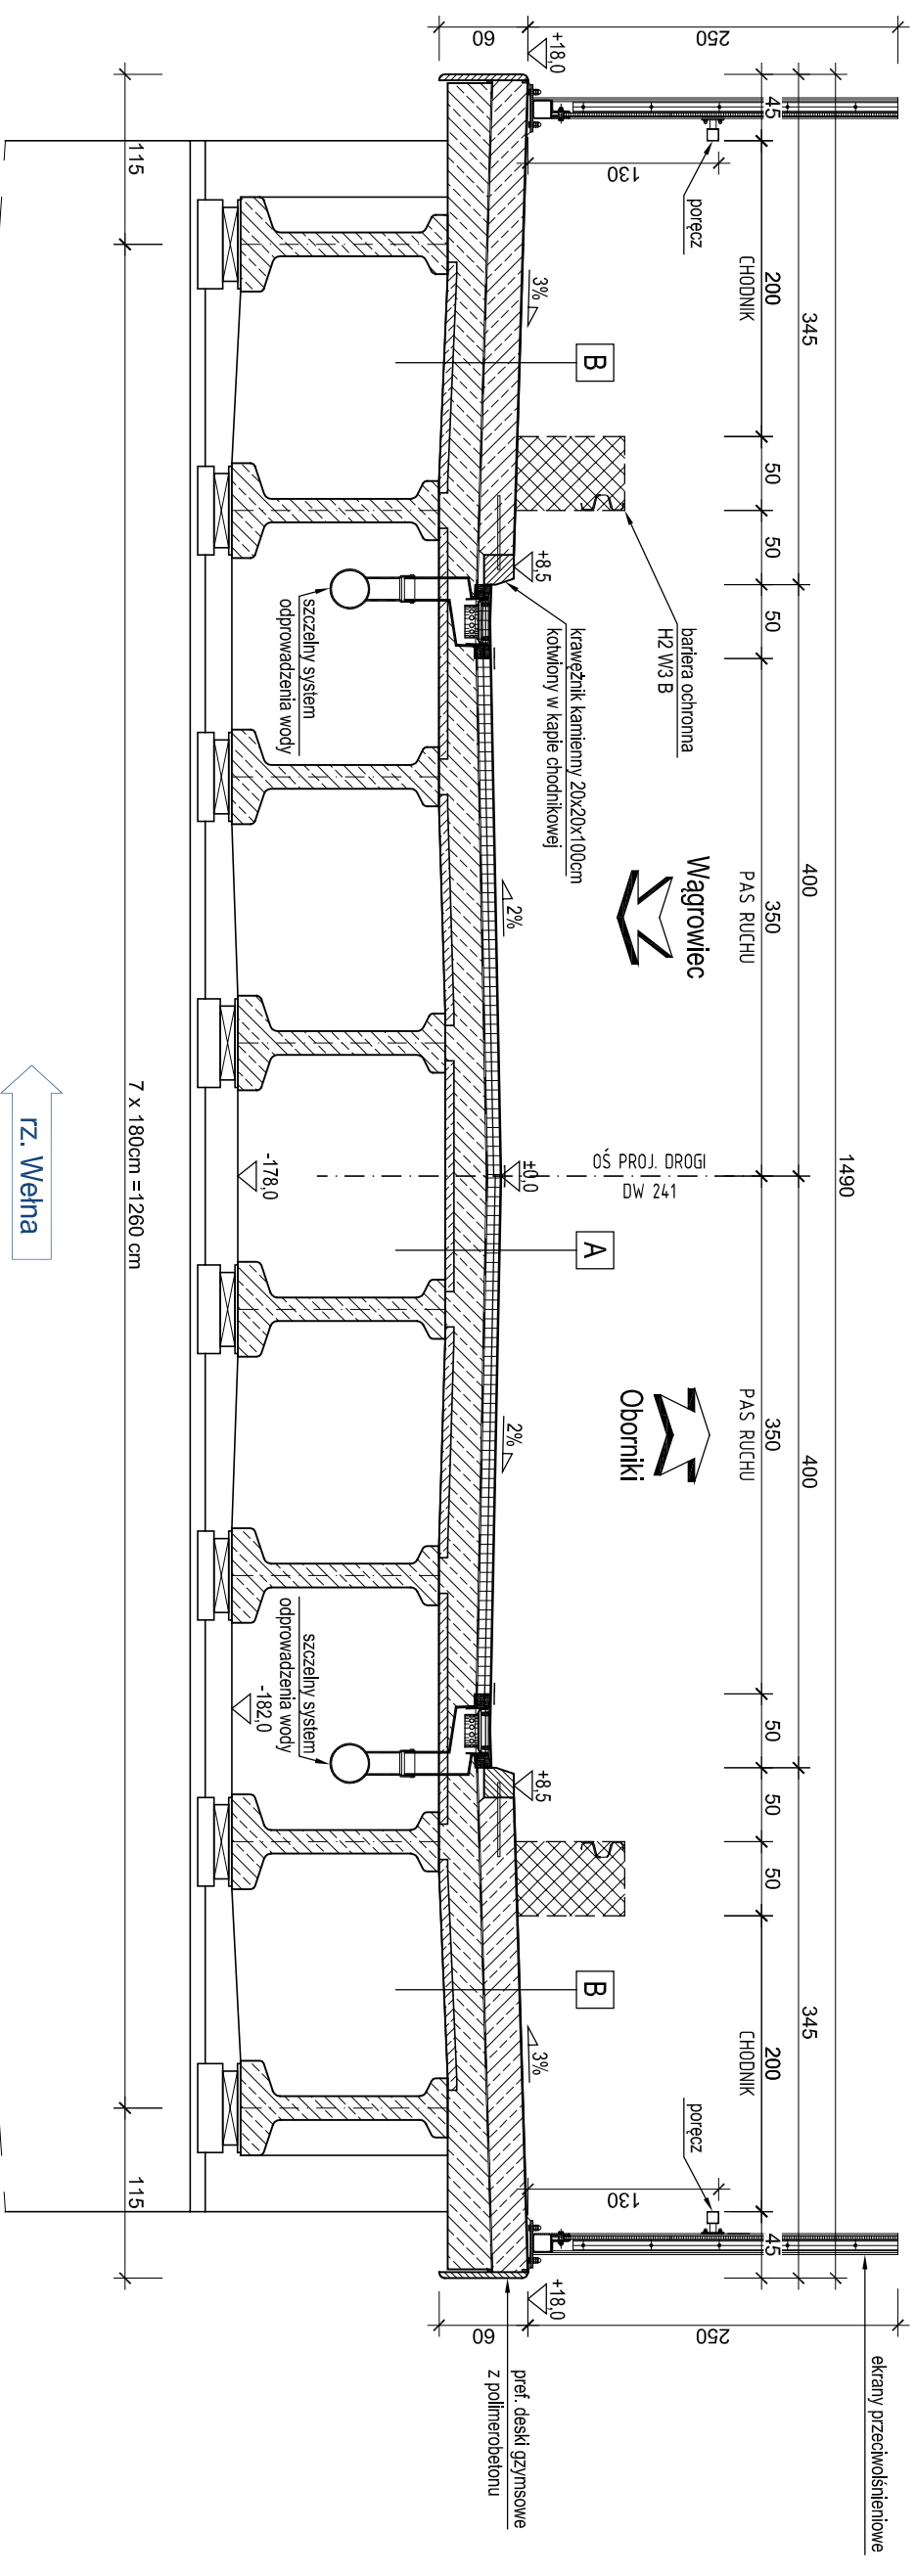 ekrany przeciwolśnieniowe
1490
345
400
400
345
45
200
50
50
50
350
350
50
50
50
200
45
CHODNIK
PAS RUCHU
PAS RUCHU
CHODNIK
250
250
poręcz
poręcz
130
130
bariera ochronna
H2 W3 B
Wągrowiec
Oborniki
OŚ PROJ. DROGI
DW 241
krawężnik kamienny 20x20x100cm
kotwiony w kapie chodnikowej
B
A
B
+18,0
3%
+8,5
2%
±0,0
2%
+8,5
3%
+18,0
60
60
pref. deski gzymsowe
z polimerobetonu
szczelny system
odprowadzenia wody
szczelny system
odprowadzenia wody
-178,0
-182,0
115
7 x 180cm =1260 cm
115
rz. Wełna